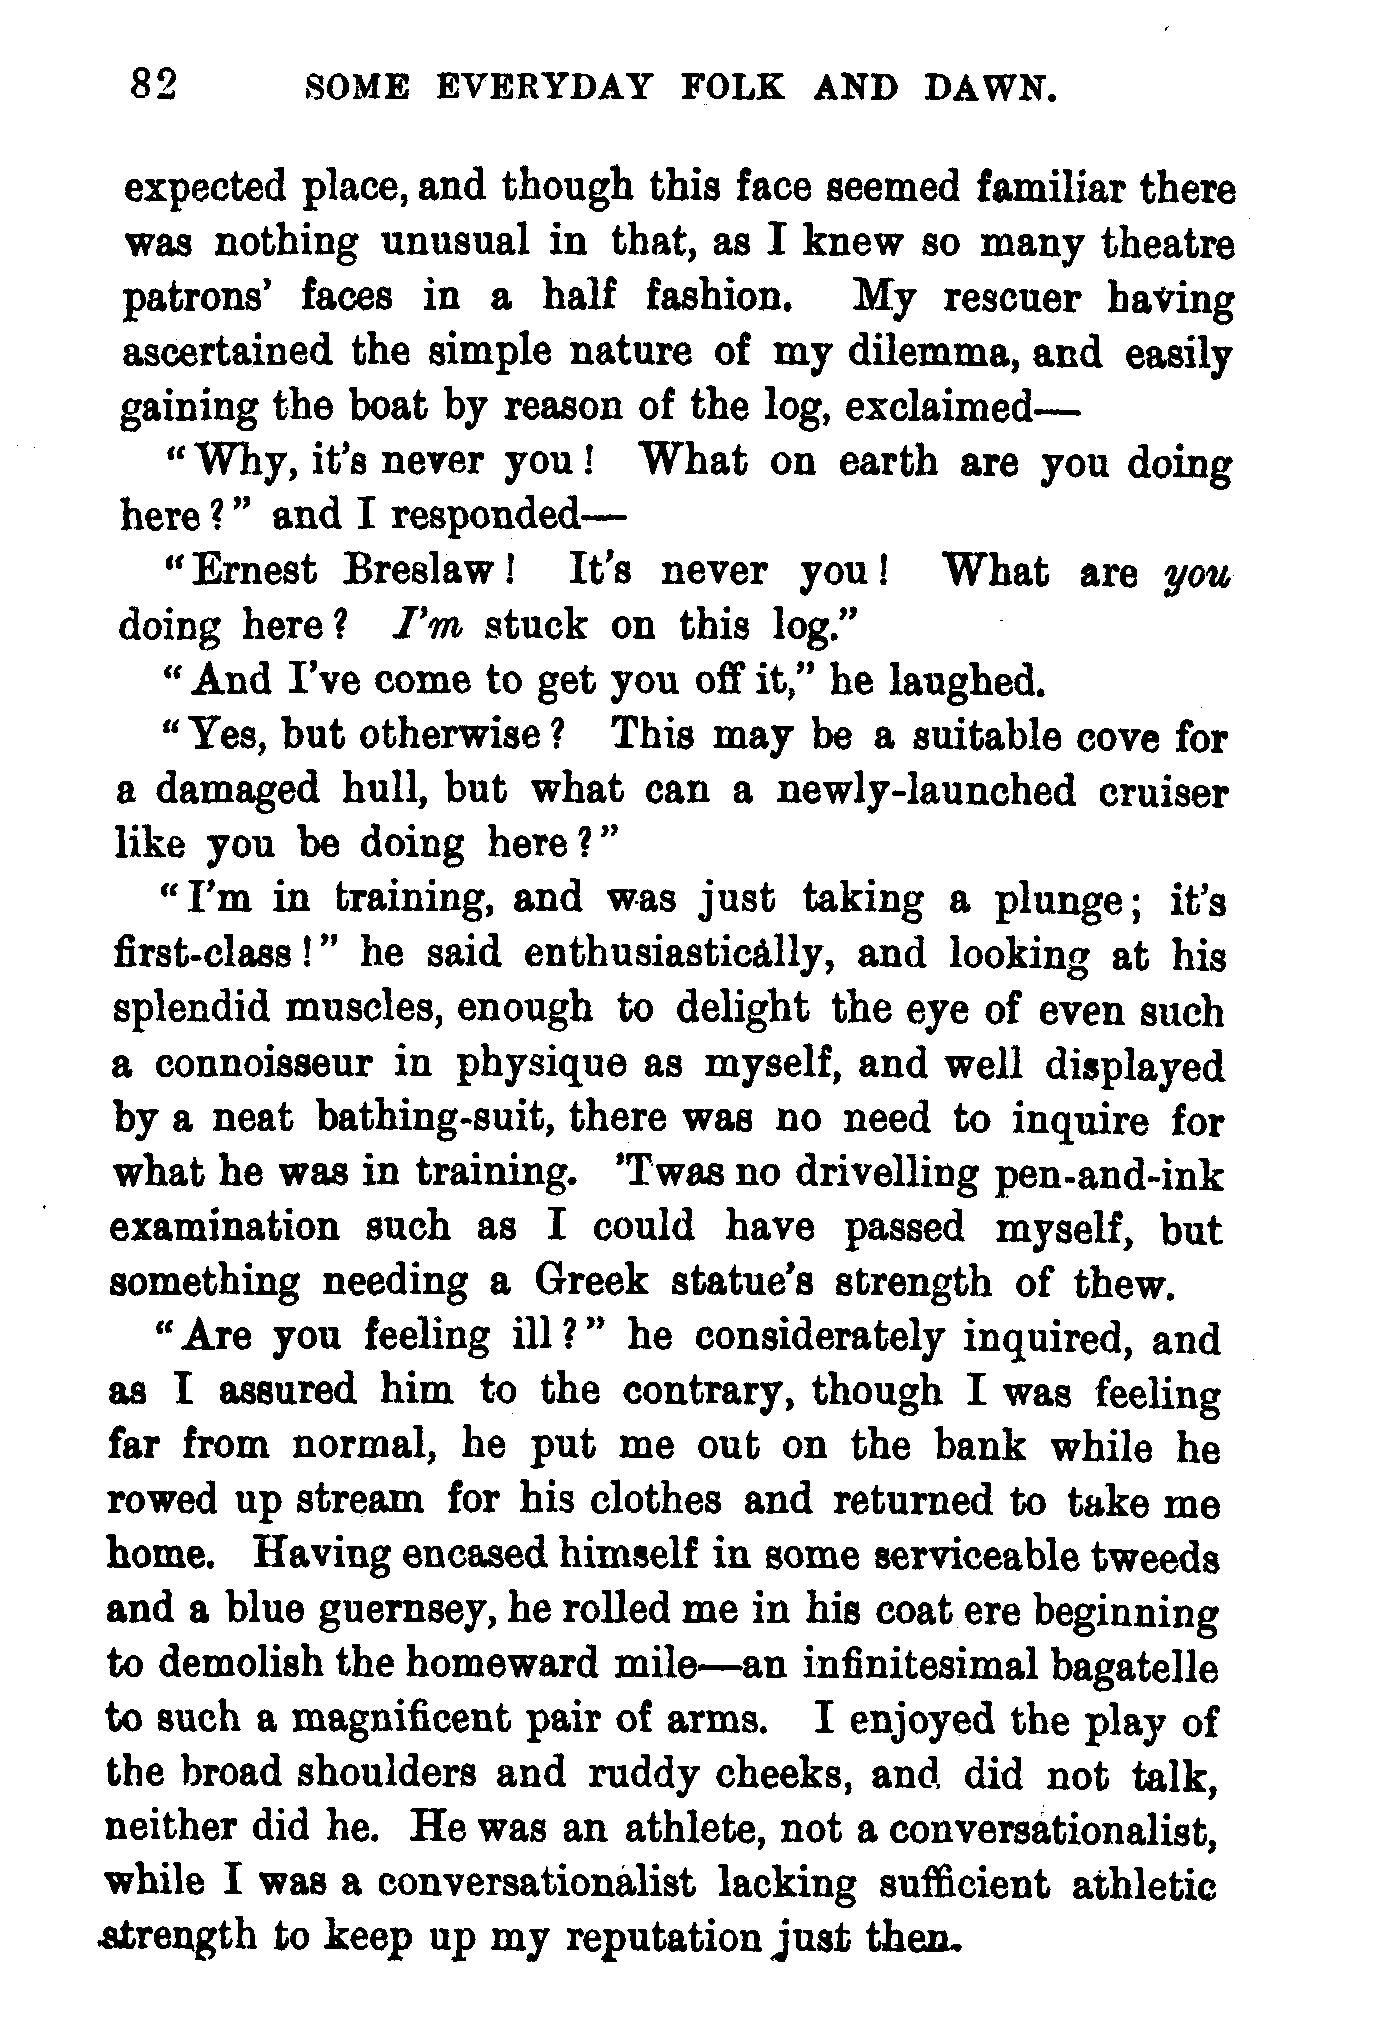 82 SOME EVERYDAY FOLK AND DAWN.
expected place, and though this face seemed familiar there
was nothing unusual in that, as I knew so many theatre
patrons' faces in a half fashion. My rescuer having
ascertained the simple nature of my dilemma, and easily
gaining the boat by reason of the log, exclaimed—
"Why, it's never you! What on earth are you doing
here?" and I responded—
"Ernest Breslaw! It's never you! What are you
doing here? I'm stuck on this log."
"And I've come to get you off it," he laughed.
"Yes, but otherwise? This may be a suitable cove for
a damaged hull, but what can a newly-launched cruiser
like you be doing here?"
"I'm in training, and was just taking a plunge; it's
first-class!" he said enthusiastically, and looking at his
splendid muscles, enough to delight the eye of even such
a connoisseur in physique as myself, and well displayed
by a neat bathing-suit, there was no need to inquire for
what he was in training. 'Twas no drivelling pen-and-ink
examination such as I could have passed myself, but
something needing a Greek statue's strength of thew.
"Are you feeling ill?" he considerately inquired, and
as I assured him to the contrary, though I was feeling
far from normal, he put me out on the bank while he
rowed up stream for his clothes and returned to take me
home. Having encased himself in some serviceable tweeds
and a blue guernsey, he rolled me in his coat ere beginning
to demolish the homeward mile—an infinitesimal bagatelle
to such a magnificent pair of arms. I enjoyed the play of
the broad shoulders and ruddy cheeks, and did not talk,
neither did he. He was an athlete, not a conversationalist,
while I was a conversationalist lacking sufficient athletic
strength to keep up my reputation just then.